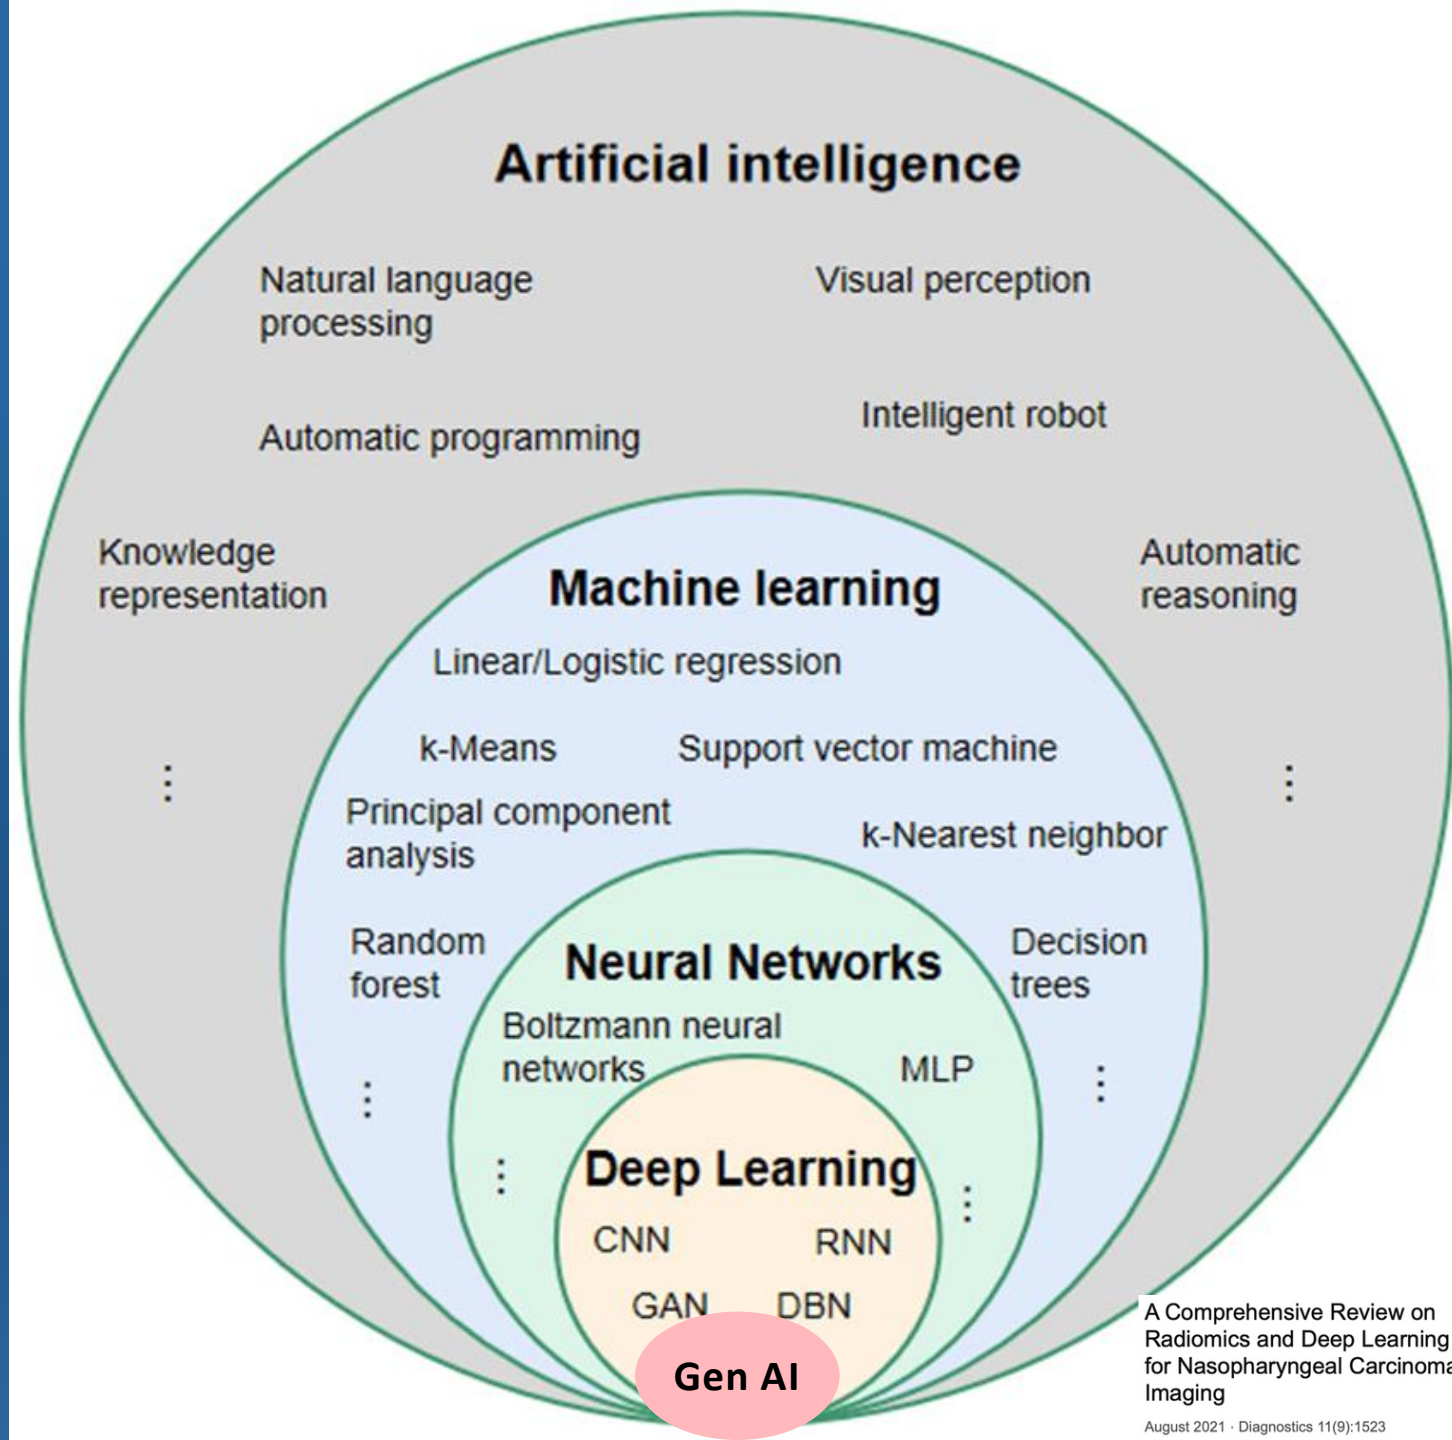 Artificial intelligence
Natural language
processing
Visual perception
Automatic programming
Intelligent robot
Knowledge
representation
Automatic
reasoning
Machine learning
Linear/Logistic regression
k-Means
Support vector machine
Principal component
analysis
k-Nearest neighbor
Random
forest
Decision
trees
Neural Networks
Boltzmann neural
networks
MLP
Deep Learning
CNN
RNN
GAN
DBN
Gen AI
A Comprehensive Review on
Radiomics and Deep Learning
for Nasopharyngeal Carcinoma
Imaging
August 2021 · Diagnostics 11(9):1523